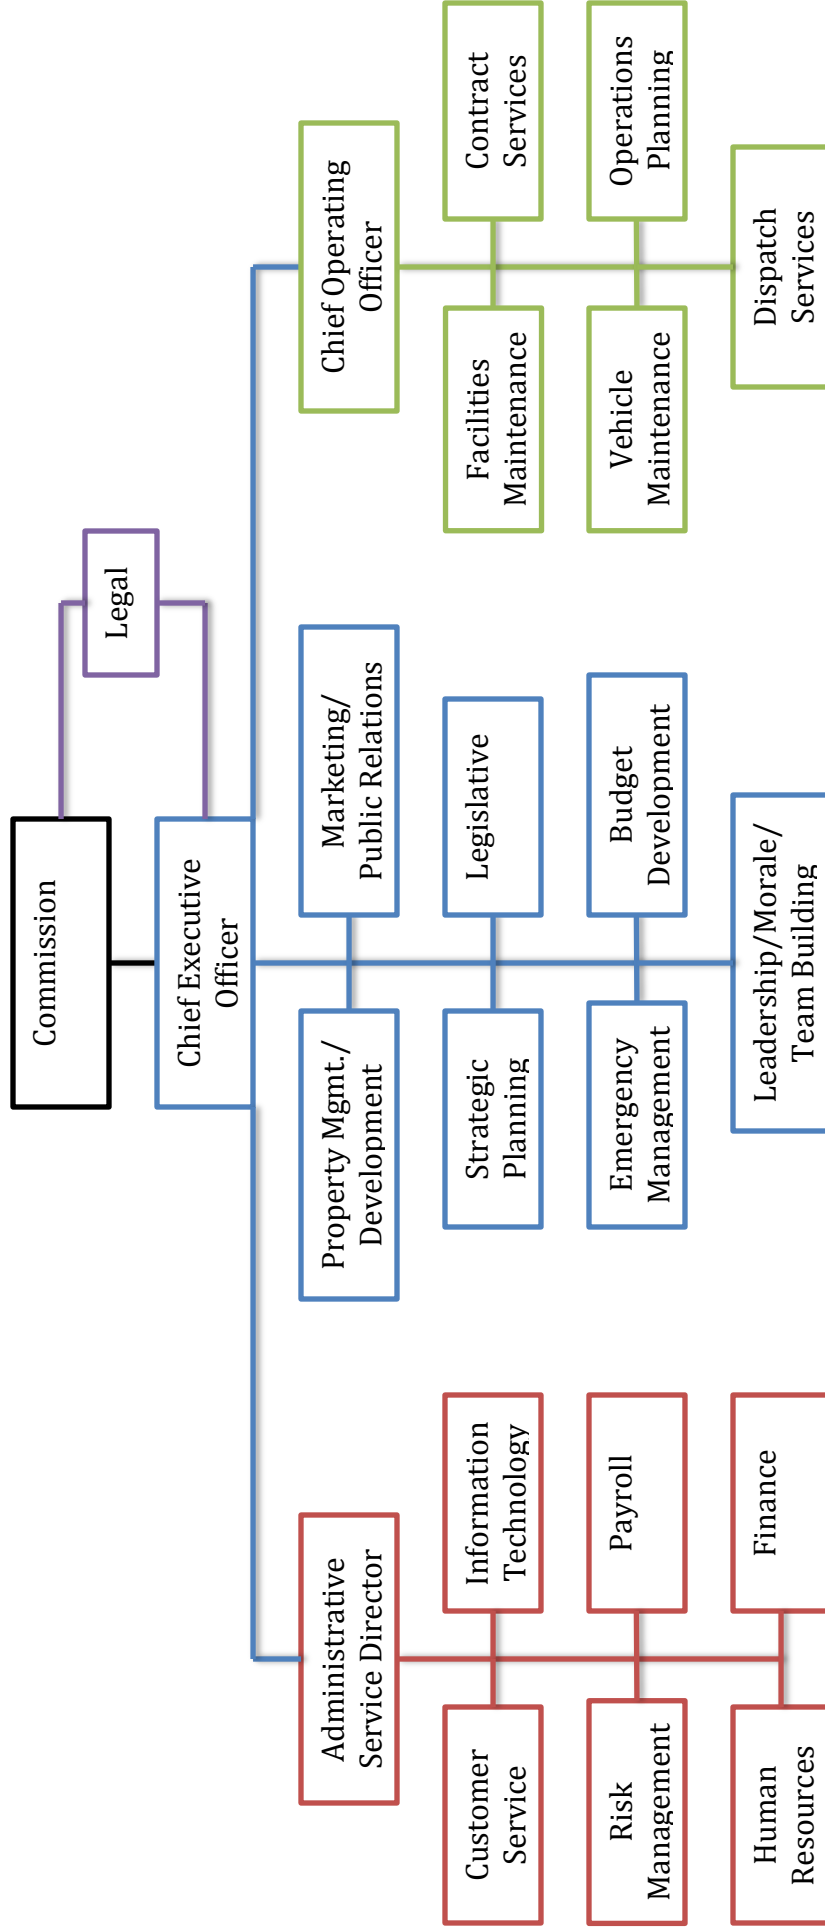 Commission
Legal
Chief Executive
Officer
Administrative
Service Director
Property Mgmt./
Development
Marketing/
Public Relations
Chief Operating
Officer
Customer
Service
Information
Technology
Strategic
Planning
Legislative
Facilities
Maintenance
Contract
Services
Risk
Management
Payroll
Emergency
Management
Budget
Development
Vehicle
Maintenance
Operations
Planning
Human
Resources
Finance
Leadership/Morale/
Team Building
Dispatch
Services